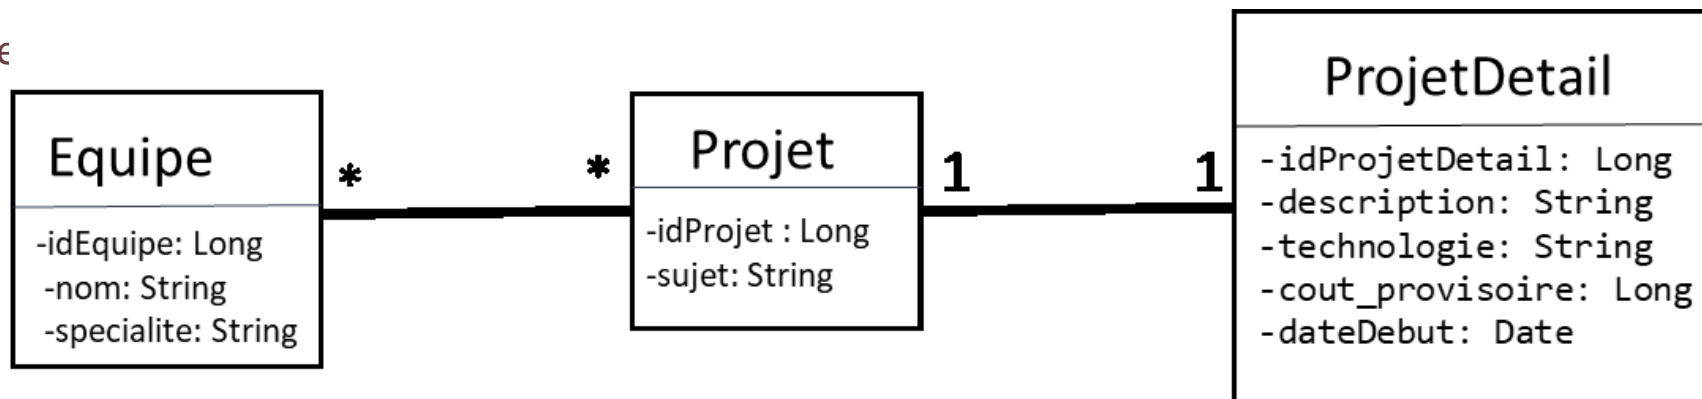 e
Equipe
-idEquipe: Long
-nom: String
-specialite: String
*
*
Projet
-idProjet : Long
-sujet: String
1
1
ProjetDetail
-idProjetDetail: Long
-description: String
-technologie: String
-cout_provisoire: Long
-dateDebut: Date